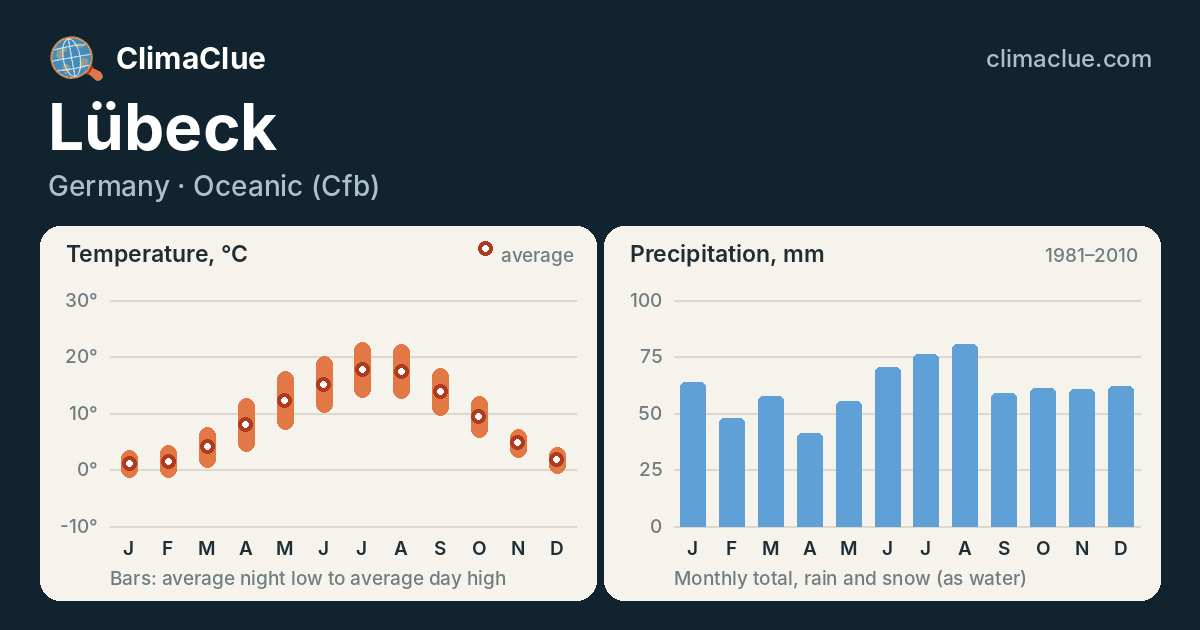 ClimaClue
climaclue.com
Lübeck
Germany · Oceanic (Cfb)
Temperature, °C
average
30°
20°
10°
0°
-10°
J F M A M J J A S O N D
Bars: average night low to average day high
Precipitation, mm
1981–2010
100
75
50
25
0
J F M A M J J A S O N D
Monthly total, rain and snow (as water)